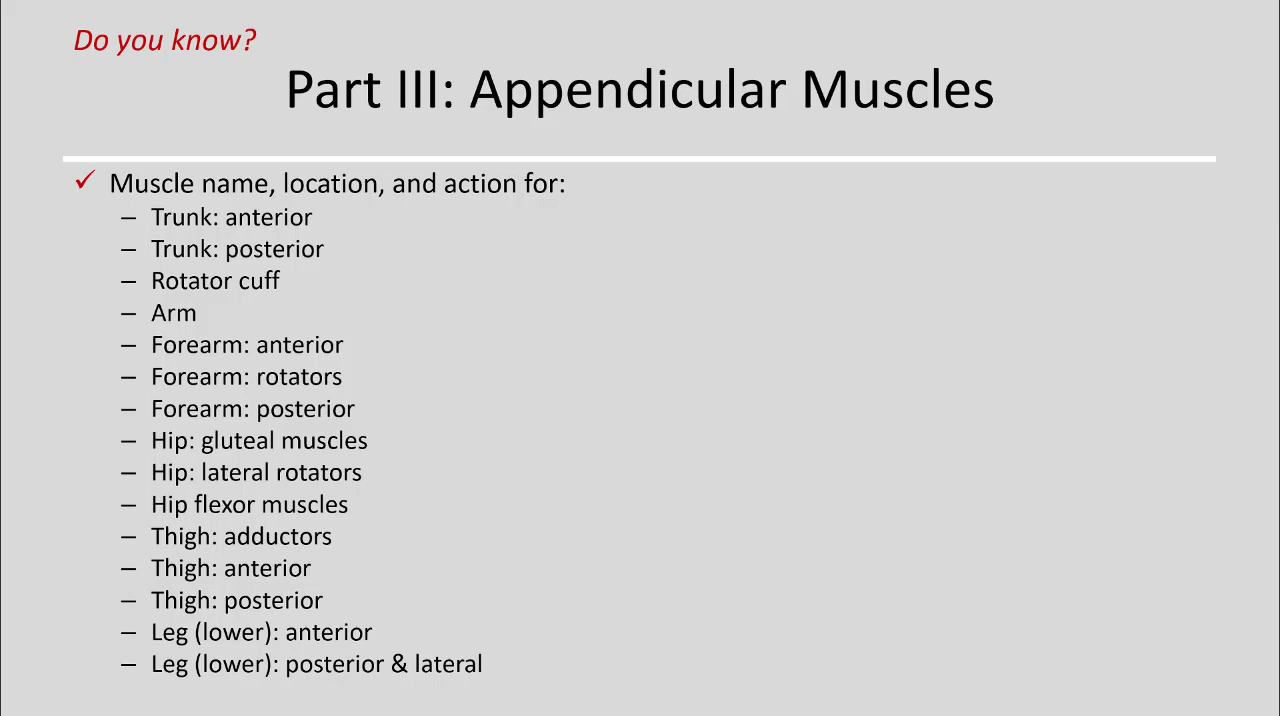 Do you know?
Part III: Appendicular Muscles
✓ Muscle name, location, and action for:
– Trunk: anterior
– Trunk: posterior
– Rotator cuff
– Arm
– Forearm: anterior
– Forearm: rotators
– Forearm: posterior
– Hip: gluteal muscles
– Hip: lateral rotators
– Hip flexor muscles
– Thigh: adductors
– Thigh: anterior
– Thigh: posterior
– Leg (lower): anterior
– Leg (lower): posterior & lateral